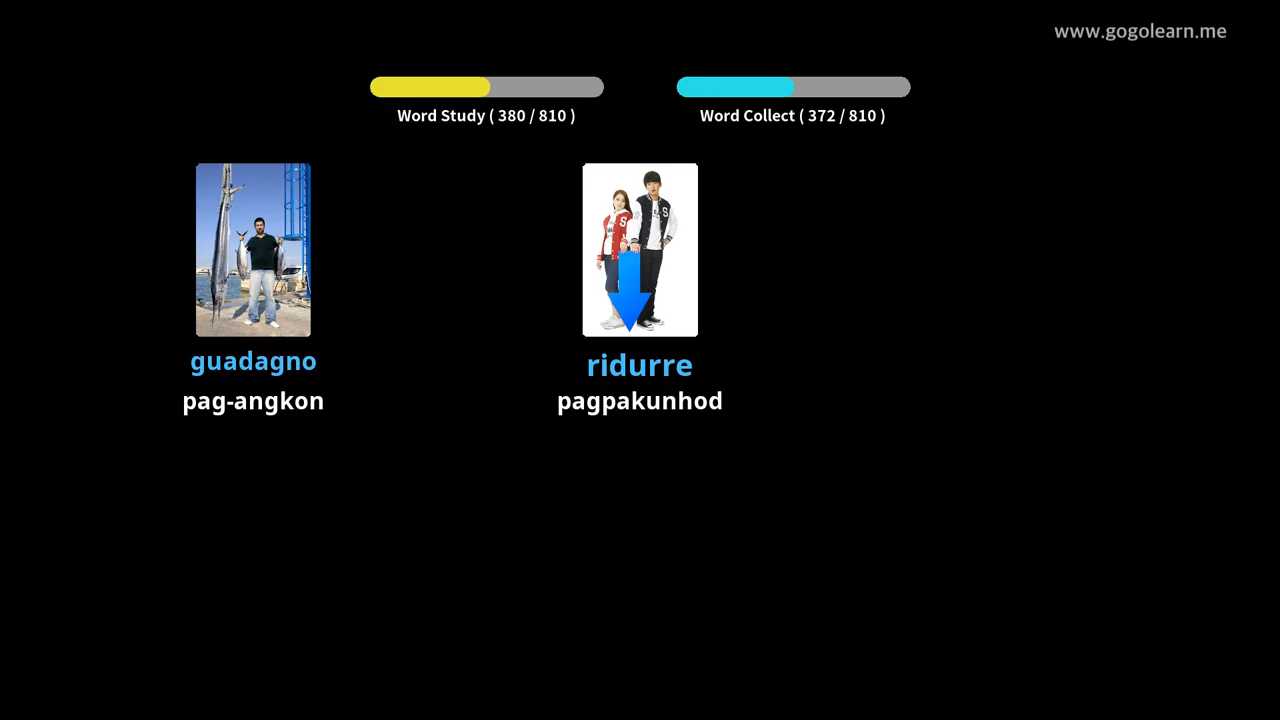 www.gogolearn.me
Word Study ( 380 / 810 )
Word Collect ( 372 / 810 )
S
S
guadagno
ridurre
pag-angkon
pagpakunhod